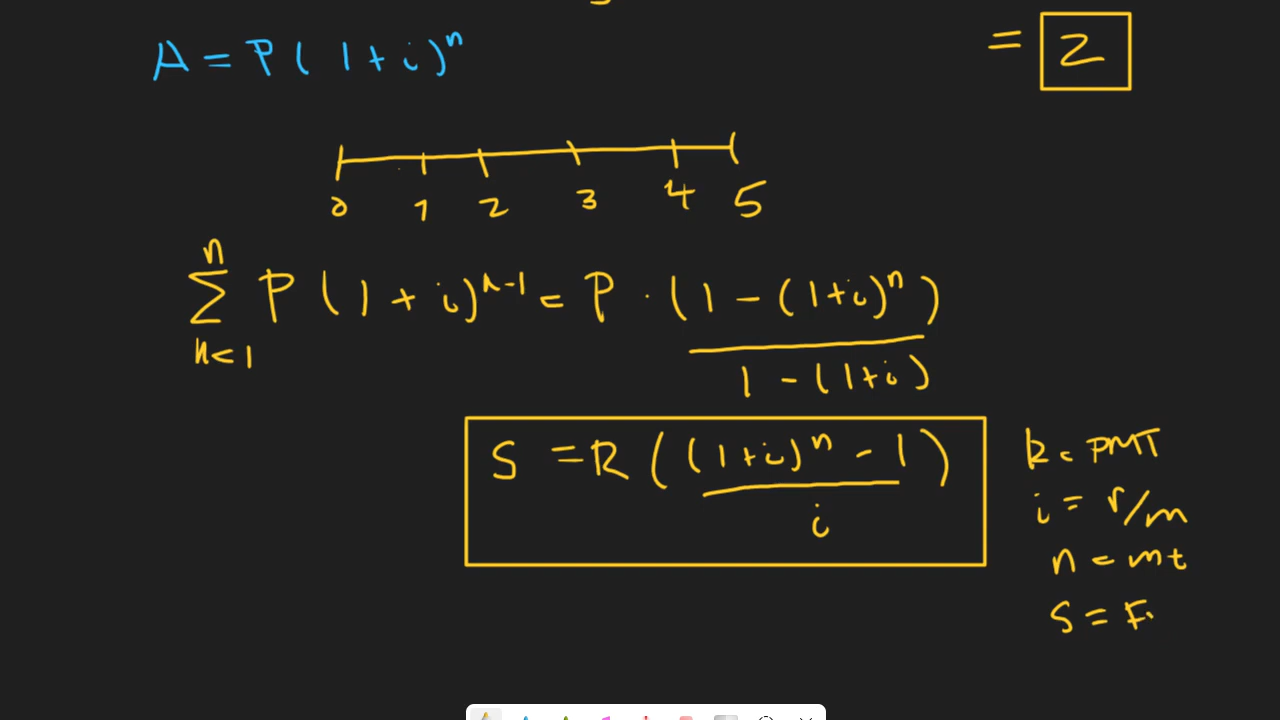 A = P(1+i)^n
= 2
0 1 2 3 4 5
n
∑ P(1+i)^{n-1} = P · (1-(1+i)^n)
n=1
1-(1+i)
S = R((1+i)^n - 1)
i
R = PMT
i = r/m
n = mt
S = F